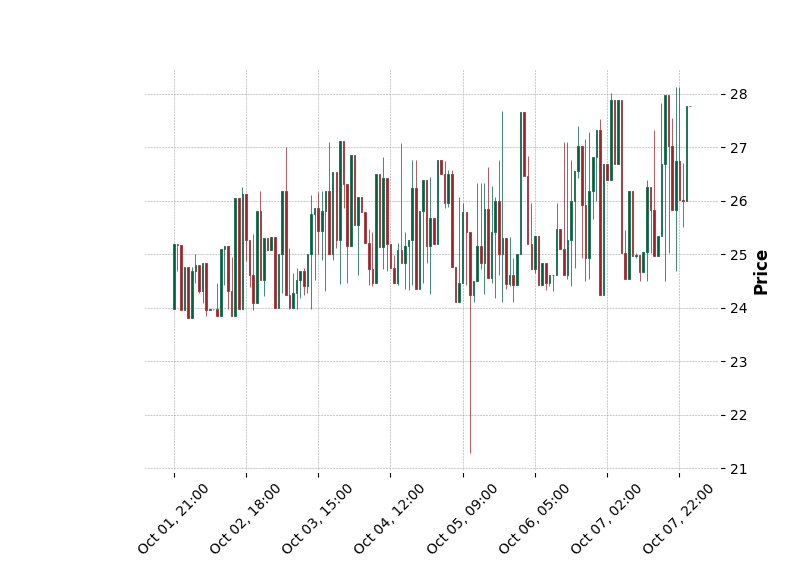 28
27
26
25
24
23
22
21
Price
Oct 01, 21:00
Oct 02, 18:00
Oct 03, 15:00
Oct 04, 12:00
Oct 05, 09:00
Oct 06, 05:00
Oct 07, 02:00
Oct 07, 22:00